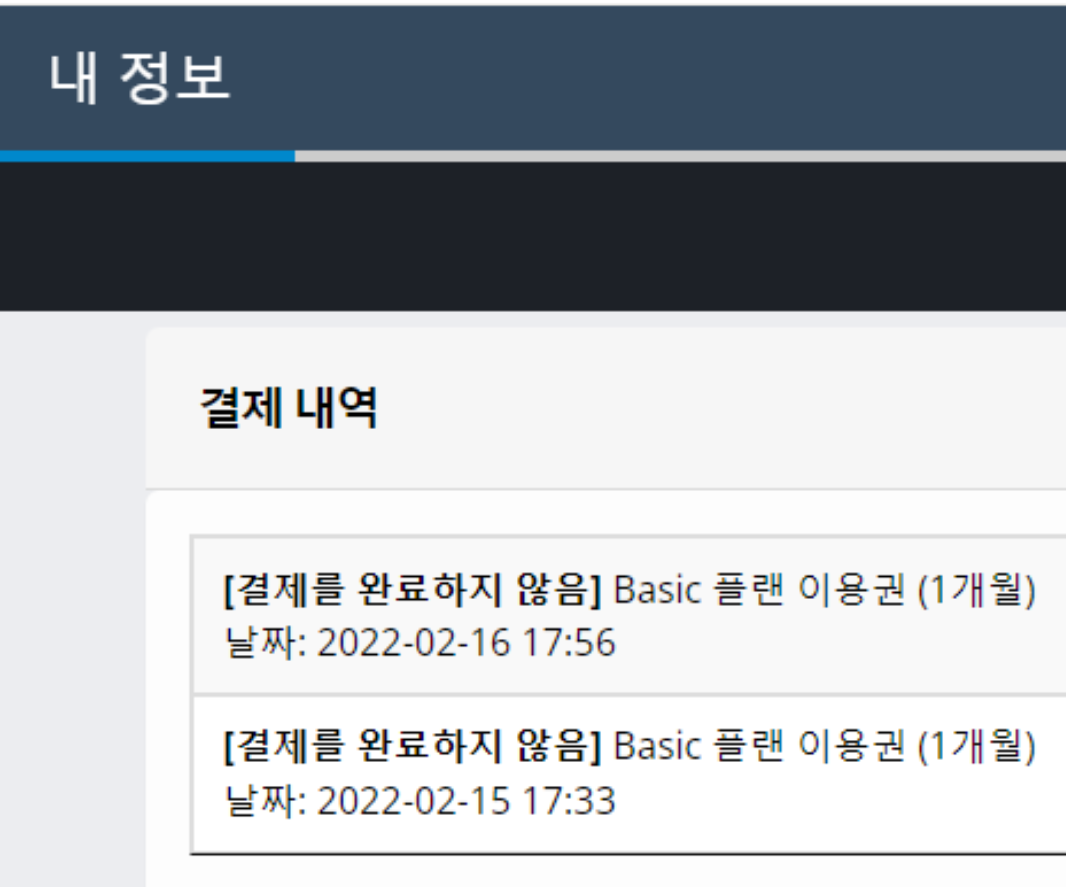 내 정보
결제 내역
[결제를 완료하지 않음] Basic 플랜 이용권 (1개월)
날짜: 2022-02-16 17:56
[결제를 완료하지 않음] Basic 플랜 이용권 (1개월)
날짜: 2022-02-15 17:33